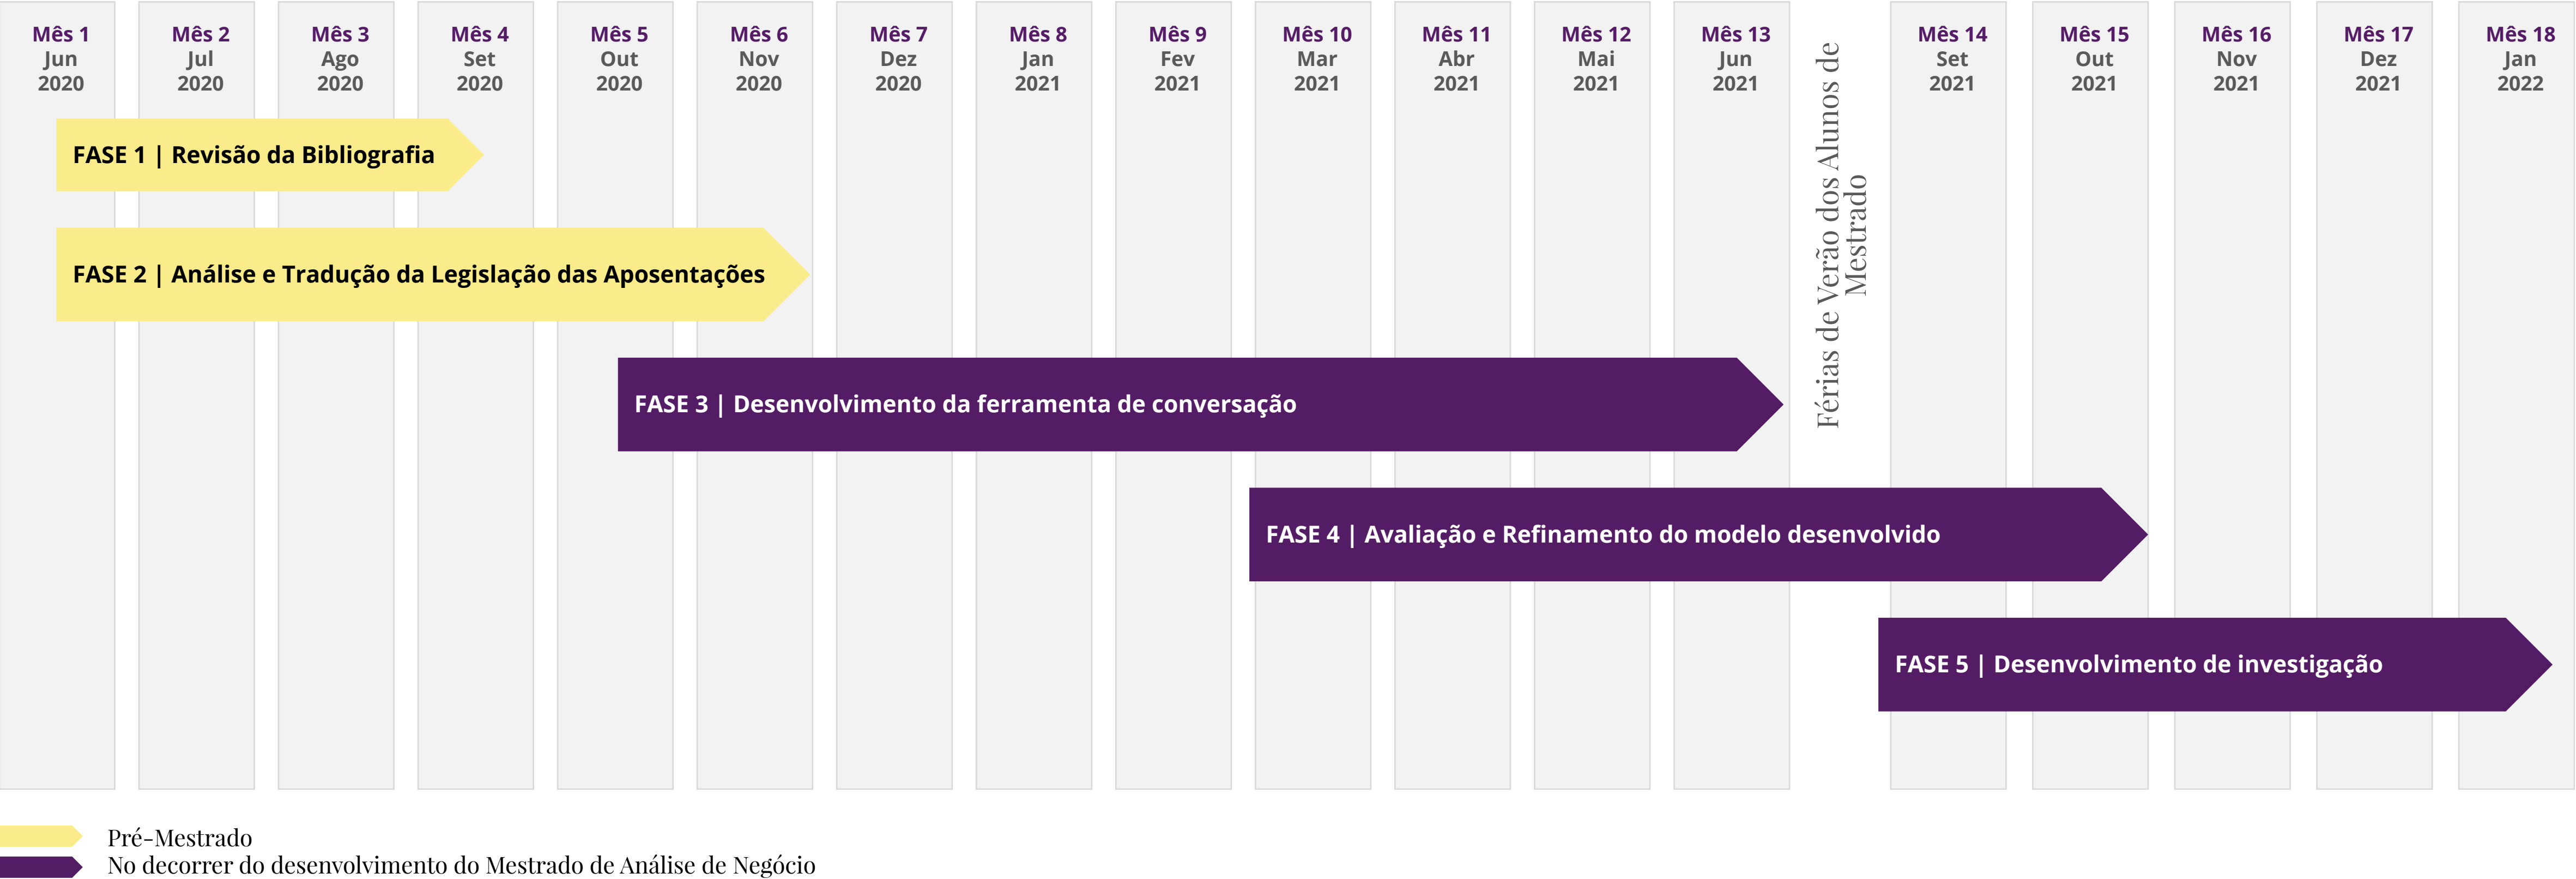 Mês 1
Jun
2020
Mês 2
Jul
2020
Mês 3
Ago
2020
Mês 4
Set
2020
Mês 5
Out
2020
Mês 6
Nov
2020
Mês 7
Dez
2020
Mês 8
Jan
2021
Mês 9
Fev
2021
Mês 10
Mar
2021
Mês 11
Abr
2021
Mês 12
Mai
2021
Mês 13
Jun
2021
Férias de Verão dos Alunos de
Mestrado
Mês 14
Set
2021
Mês 15
Out
2021
Mês 16
Nov
2021
Mês 17
Dez
2021
Mês 18
Jan
2022
FASE 1 | Revisão da Bibliografia
FASE 2 | Análise e Tradução da Legislação das Aposentações
FASE 3 | Desenvolvimento da ferramenta de conversação
FASE 4 | Avaliação e Refinamento do modelo desenvolvido
FASE 5 | Desenvolvimento de investigação
Pré-Mestrado
No decorrer do desenvolvimento do Mestrado de Análise de Negócio